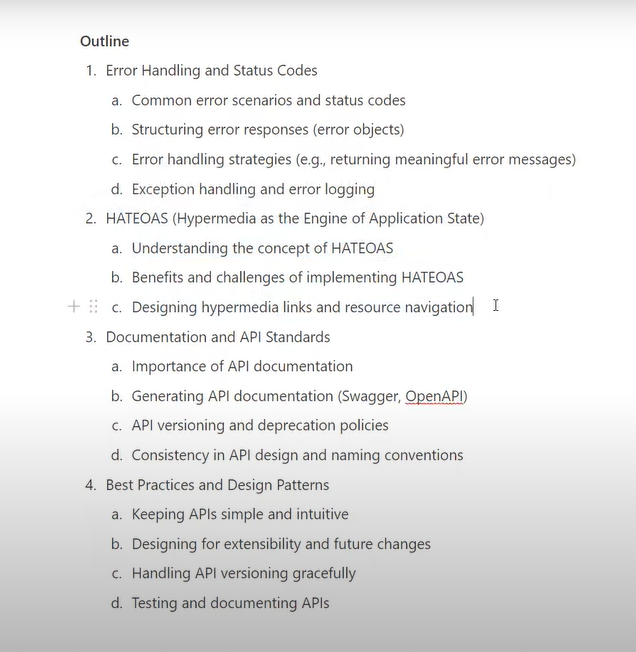 Outline
1. Error Handling and Status Codes
a. Common error scenarios and status codes
b. Structuring error responses (error objects)
c. Error handling strategies (e.g., returning meaningful error messages)
d. Exception handling and error logging
2. HATEOAS (Hypermedia as the Engine of Application State)
a. Understanding the concept of HATEOAS
b. Benefits and challenges of implementing HATEOAS
c. Designing hypermedia links and resource navigation
3. Documentation and API Standards
a. Importance of API documentation
b. Generating API documentation (Swagger, OpenAPI)
c. API versioning and deprecation policies
d. Consistency in API design and naming conventions
4. Best Practices and Design Patterns
a. Keeping APIs simple and intuitive
b. Designing for extensibility and future changes
c. Handling API versioning gracefully
d. Testing and documenting APIs